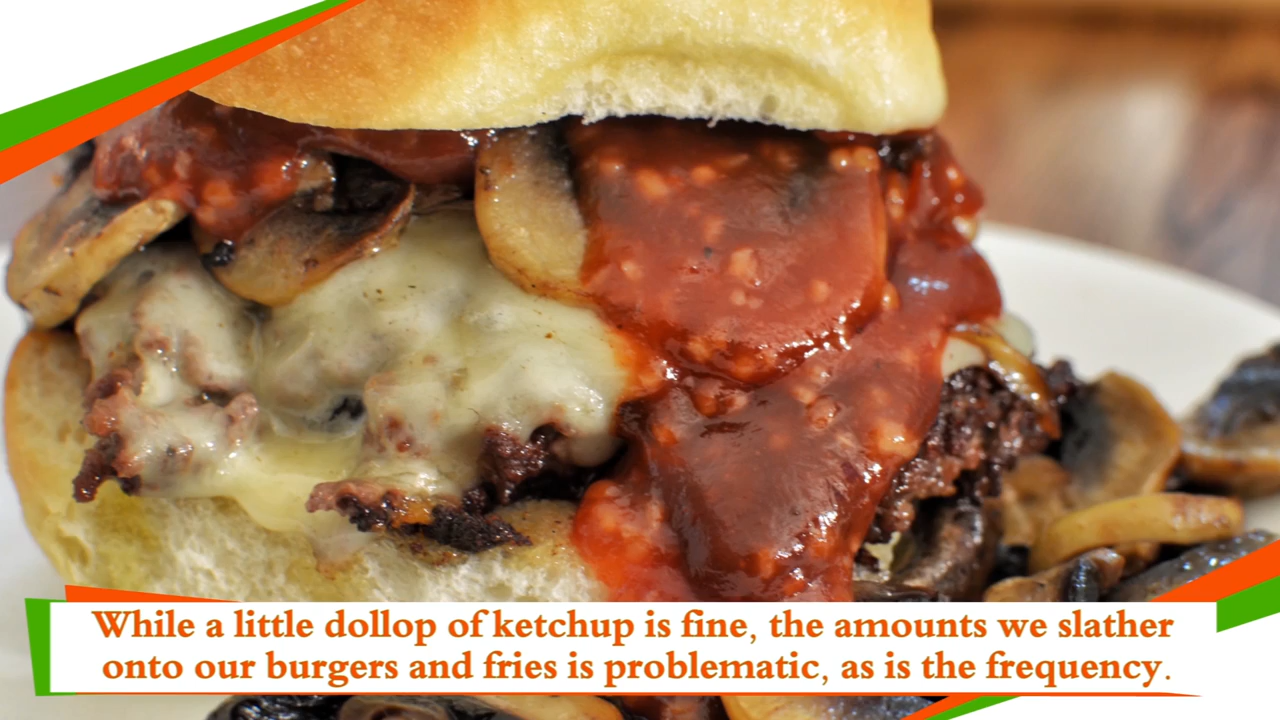 While a little dollop of ketchup is fine, the amounts we slather
onto our burgers and fries is problematic, as is the frequency.